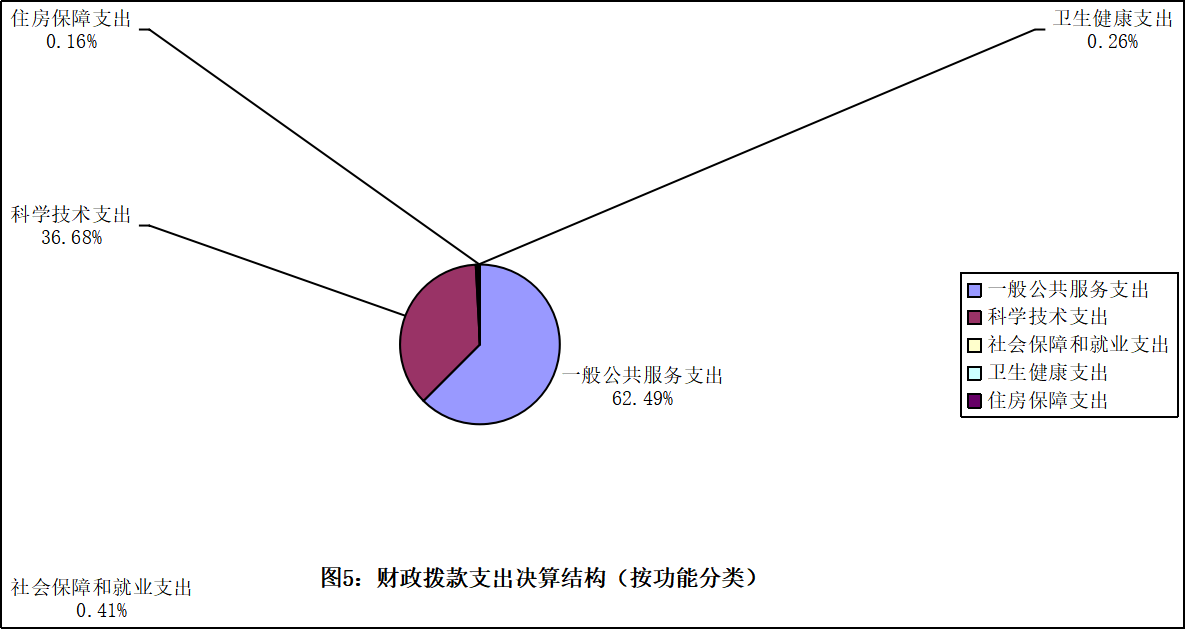 住房保障支出
0.16%
卫生健康支出
0.26%
科学技术支出
36.68%
一般公共服务支出
62.49%
一般公共服务支出
科学技术支出
社会保障和就业支出
卫生健康支出
住房保障支出
图5：财政拨款支出决算结构（按功能分类）
社会保障和就业支出
0.41%